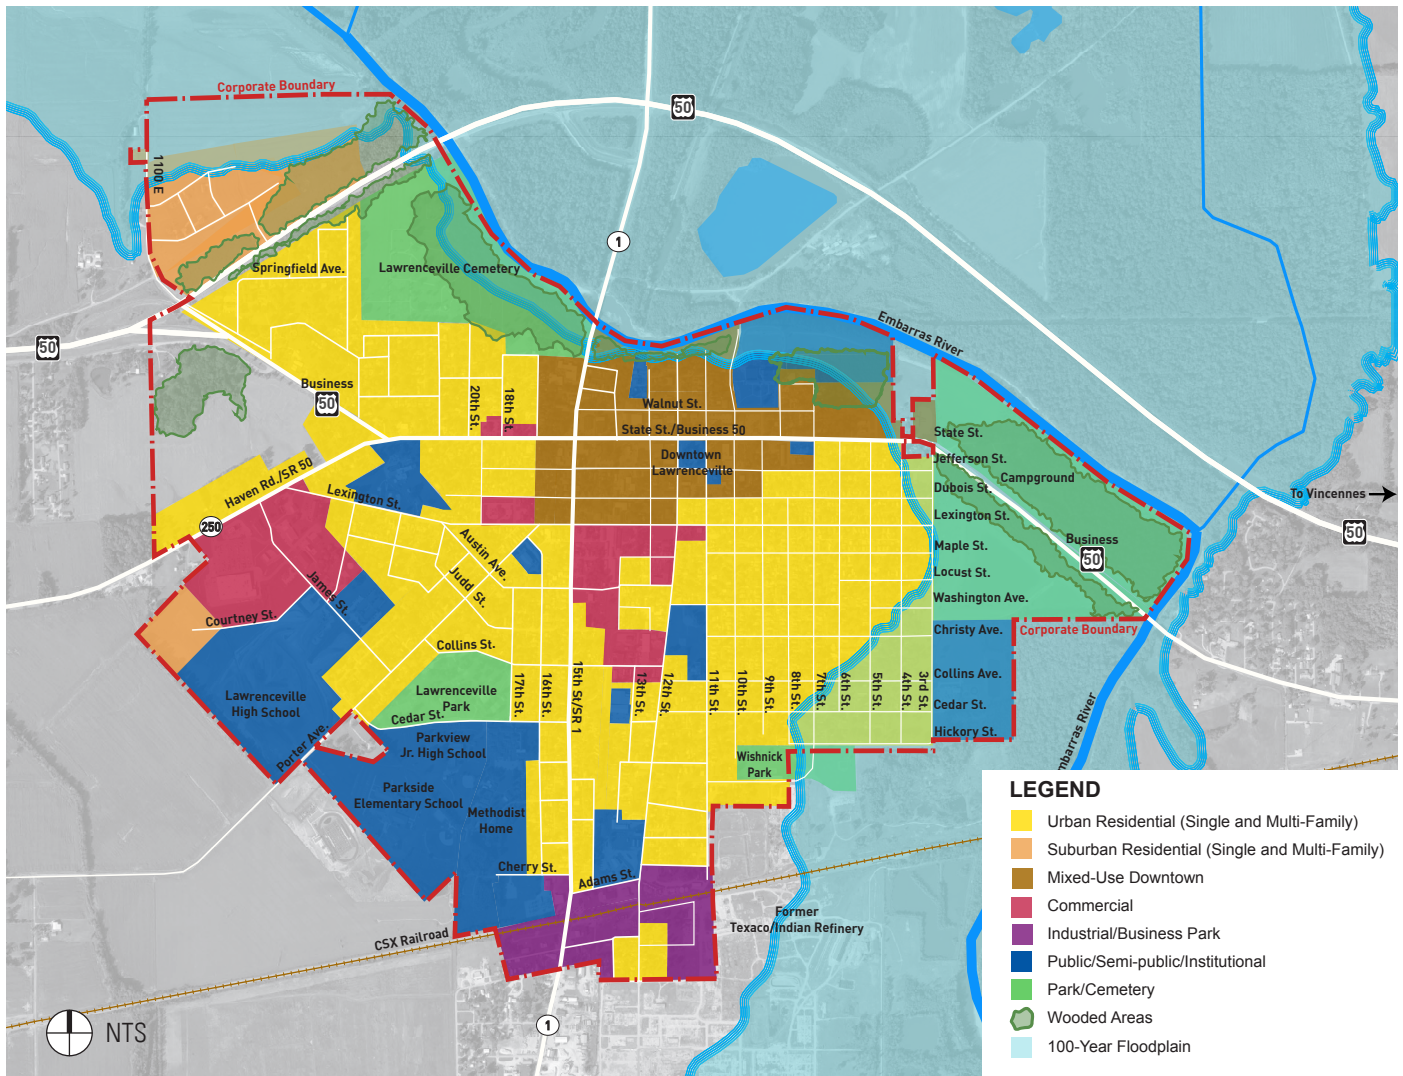 Corporate Boundary
50
1100 E
1
Springfield Ave.
Lawrenceville Cemetery
Embarras River
50
Business
50
20th St.
18th St.
Walnut St.
State St./Business 50
Downtown
Lawrenceville
State St.
Jefferson St.
Campground
Dubois St.
To Vincennes
Haven Rd./SR 50
Lexington St.
250
Lexington St.
Business
50
50
Austin Ave.
Maple St.
Judd St.
Locust St.
James St.
Washington Ave.
Courtney St.
Christy Ave.
Corporate Boundary
Collins St.
Collins Ave.
Lawrenceville
High School
Lawrenceville
Park
17th St.
16th St.
15th St/SR 1
13th St.
12th St.
11th St.
10th St.
9th St.
8th St.
7th St.
6th St.
5th St.
4th St.
3rd St.
Cedar St.
Cedar St.
Hickory St.
Porter Ave.
Parkview
Jr. High School
Wishnick
Park
mbarras River
Parkside
Elementary School
Methodist
Home
Cherry St.
Adams St.
CSX Railroad
Former
Texaco/Indian Refinery
1
NTS
LEGEND
Urban Residential (Single and Multi-Family)
Suburban Residential (Single and Multi-Family)
Mixed-Use Downtown
Commercial
Industrial/Business Park
Public/Semi-public/Institutional
Park/Cemetery
Wooded Areas
100-Year Floodplain